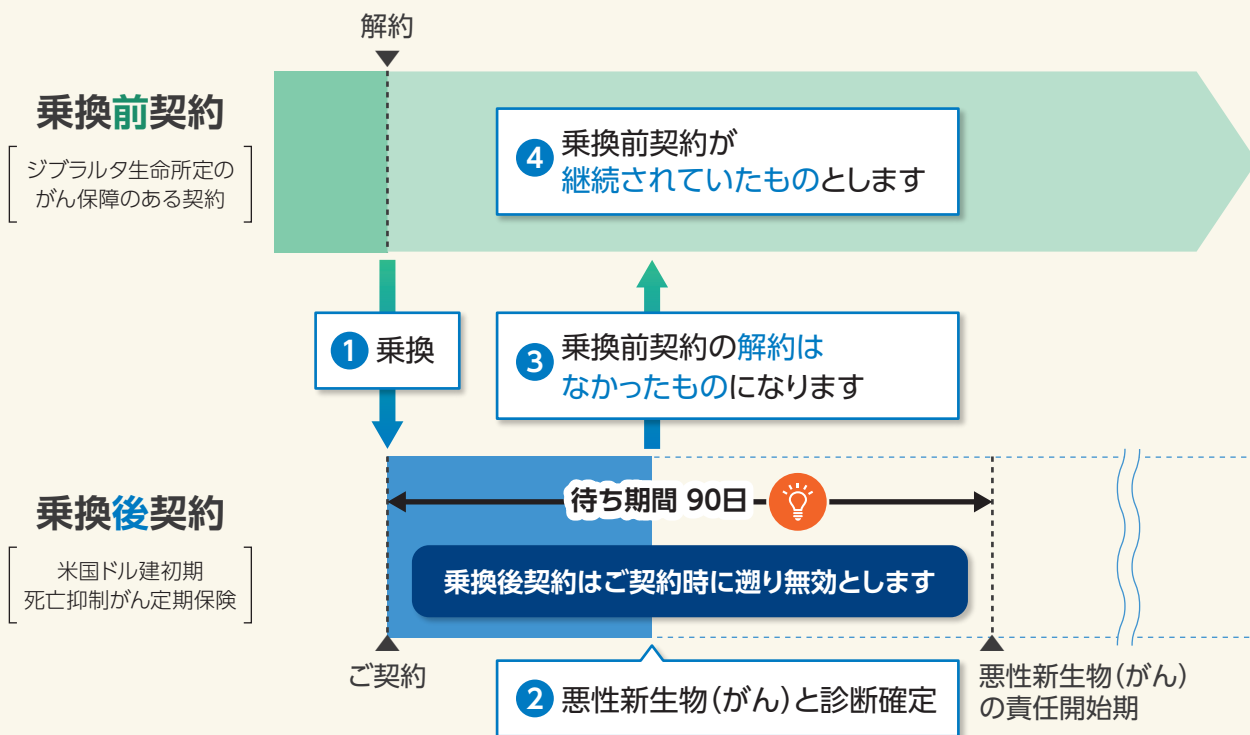 解約
乗換前契約
ジブラルタ生命所定の
がん保障のある契約
4 乗換前契約が
継続されていたものとします
1 乗換
3 乗換前契約の解約は
なかったものになります
乗換後契約
米国ドル建初期
死亡抑制がん定期保険
待ち期間 90日
乗換後契約はご契約時に遡り無効とします
ご契約
2 悪性新生物(がん)と診断確定
悪性新生物(がん)
の責任開始期